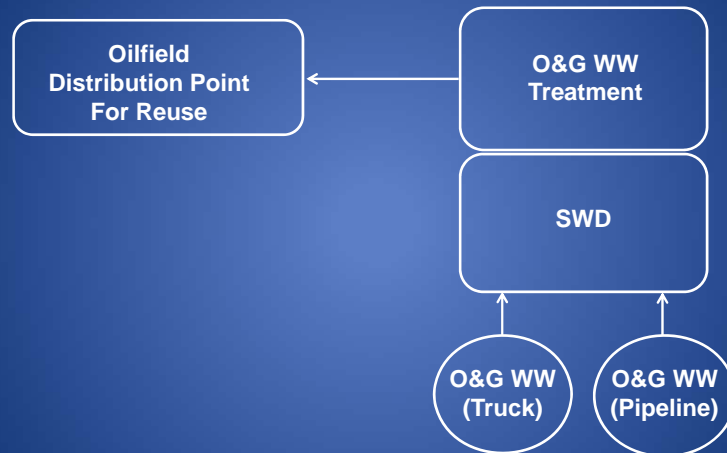 Oilfield
Distribution Point
For Reuse
O&G WW
Treatment
SWD
O&G WW
(Truck)
O&G WW
(Pipeline)